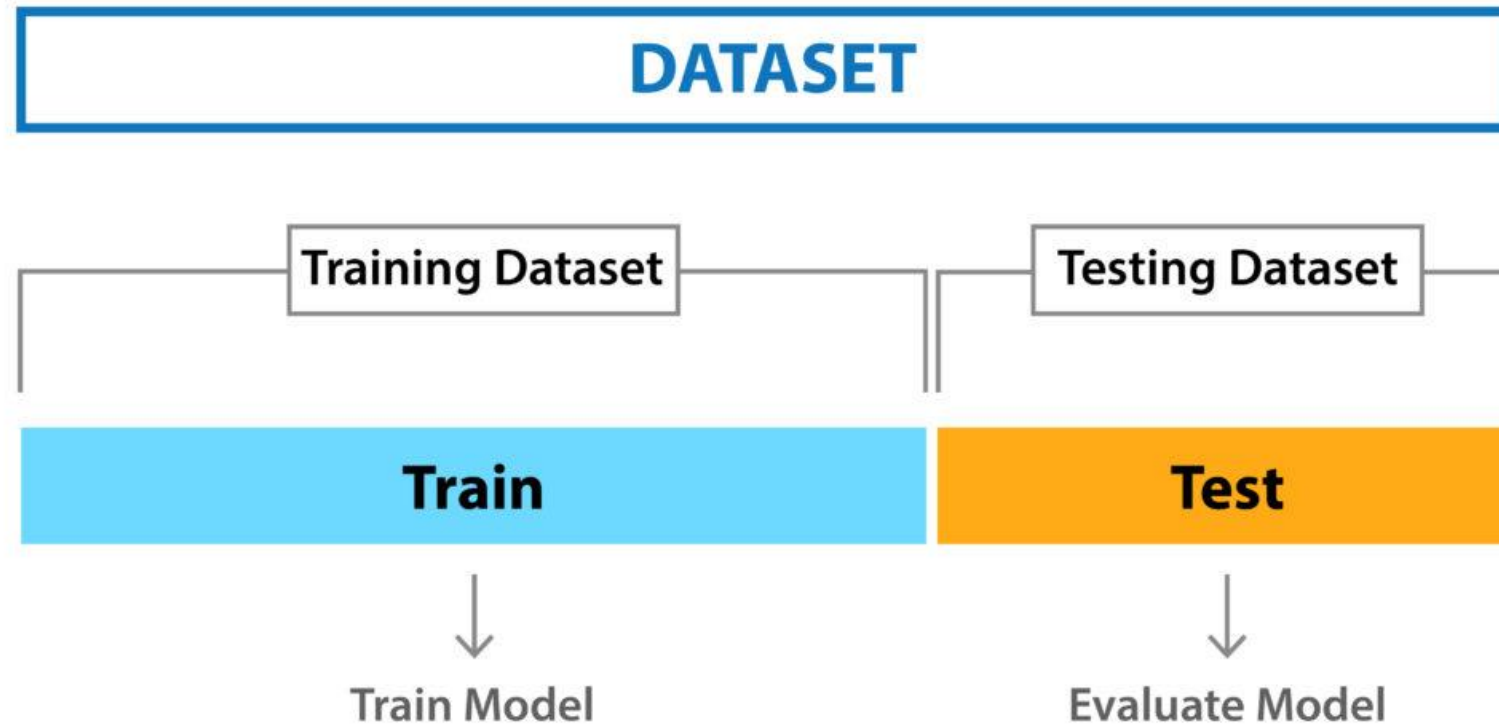 DATASET
Training Dataset
Testing Dataset
Train
Test
Train Model
Evaluate Model